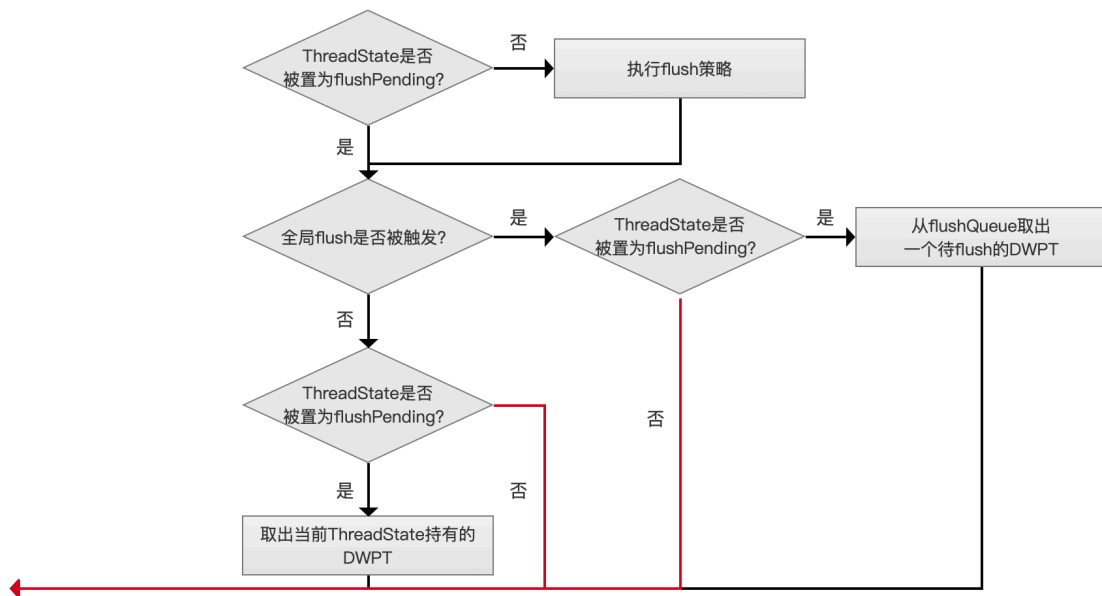 ThreadState是否
被置为flushPending?
否
执行flush策略
是
全局flush是否被触发?
是
ThreadState是否
被置为flushPending?
是
从flushQueue取出
一个待flush的DWPT
否
ThreadState是否
被置为flushPending?
否
是
否
取出当前ThreadState持有的
DWPT